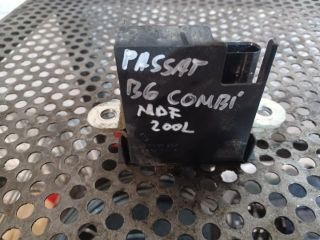 PASSAT
B6 COMBi
MDF
200L